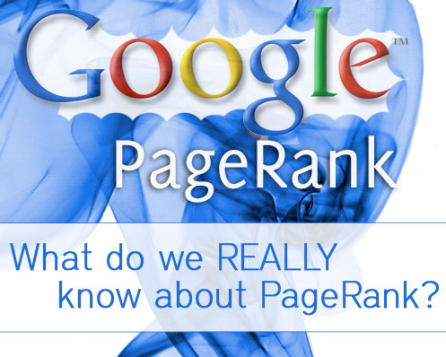 Google™
PageRank
What do we REALLY
know about PageRank?